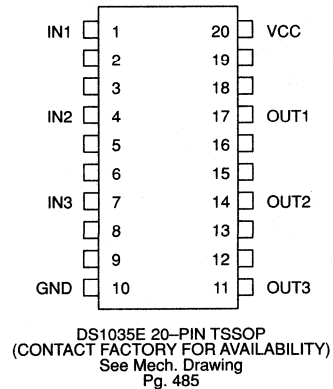 IN1 1 20 VCC
2 19
3 18
IN2 4 17 OUT1
5 16
6 15
IN3 7 14 OUT2
8 13
9 12
GND 10 11 OUT3
DS1035E 20–PIN TSSOP
(CONTACT FACTORY FOR AVAILABILITY)
See Mech. Drawing
Pg. 485